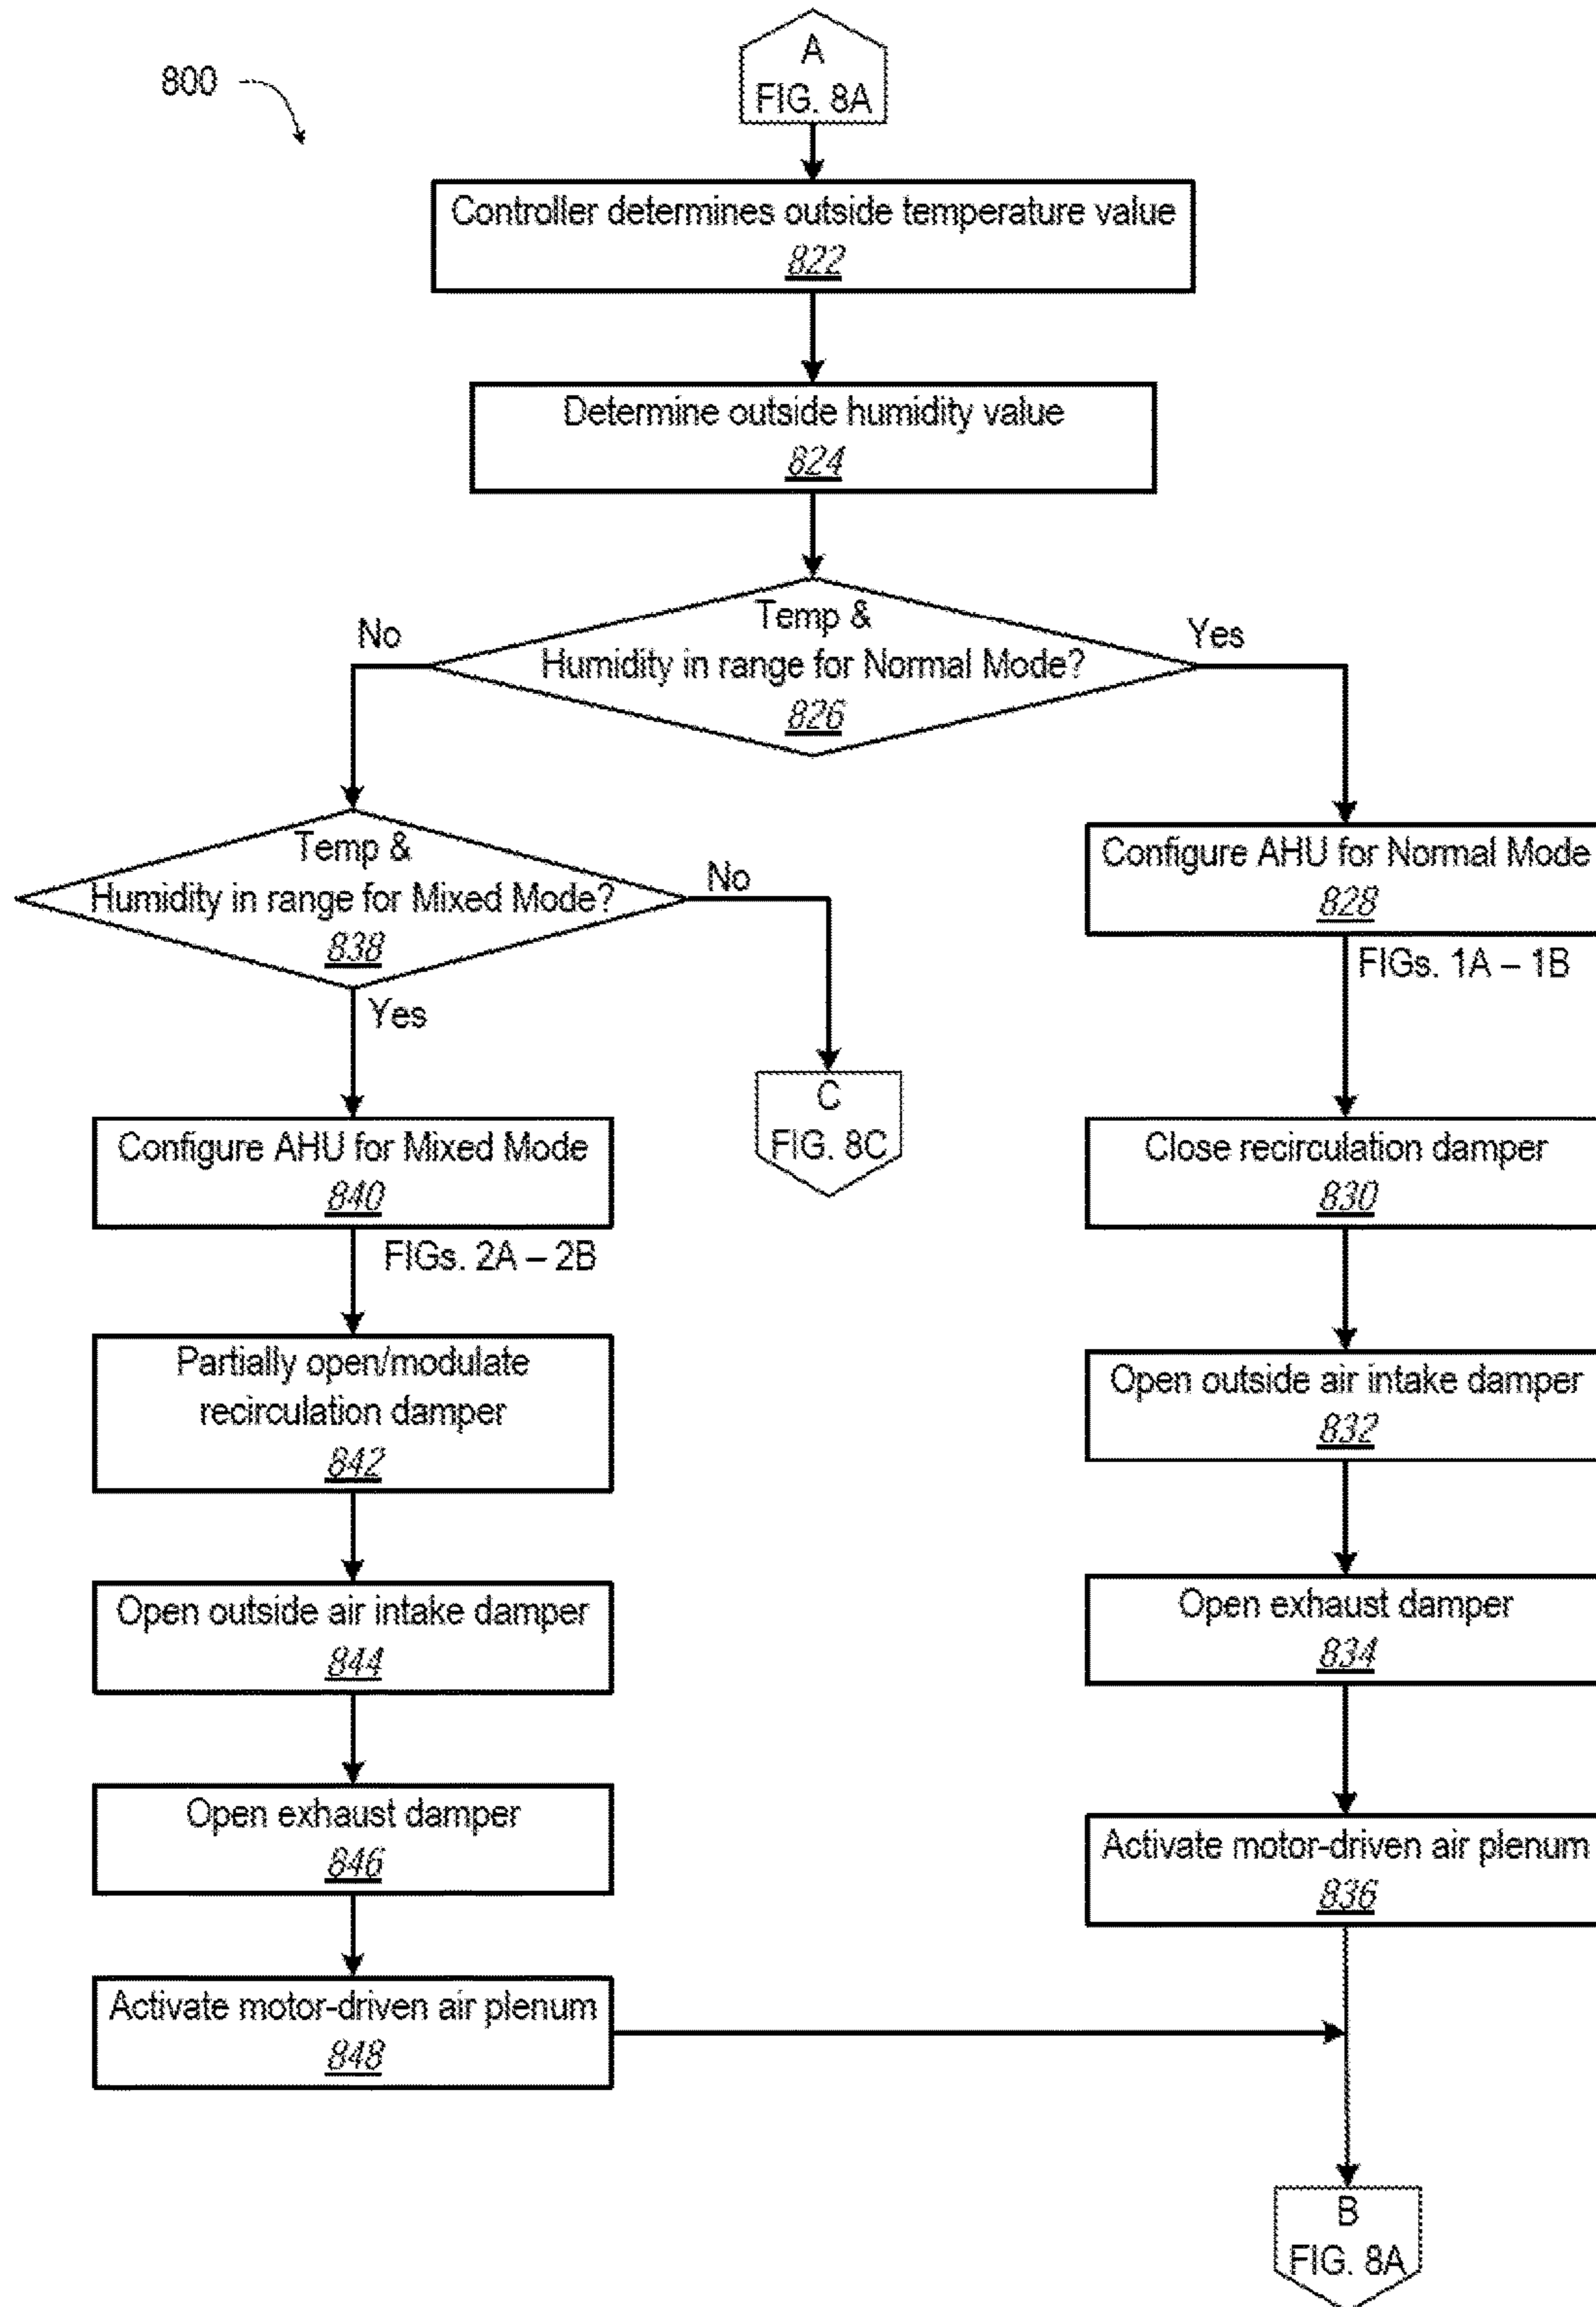 800
A
FIG. 8A
Controller determines outside temperature value
822
Determine outside humidity value
824
Temp &
Humidity in range for Normal Mode?
826
No
Yes
Temp &
Humidity in range for Mixed Mode?
838
No
Yes
C
FIG. 8C
Configure AHU for Normal Mode
828
FIGs. 1A – 1B
Configure AHU for Mixed Mode
840
FIGs. 2A – 2B
Close recirculation damper
830
Partially open/modulate
recirculation damper
842
Open outside air intake damper
832
Open outside air intake damper
844
Open exhaust damper
834
Open exhaust damper
846
Activate motor-driven air plenum
836
Activate motor-driven air plenum
848
B
FIG. 8A